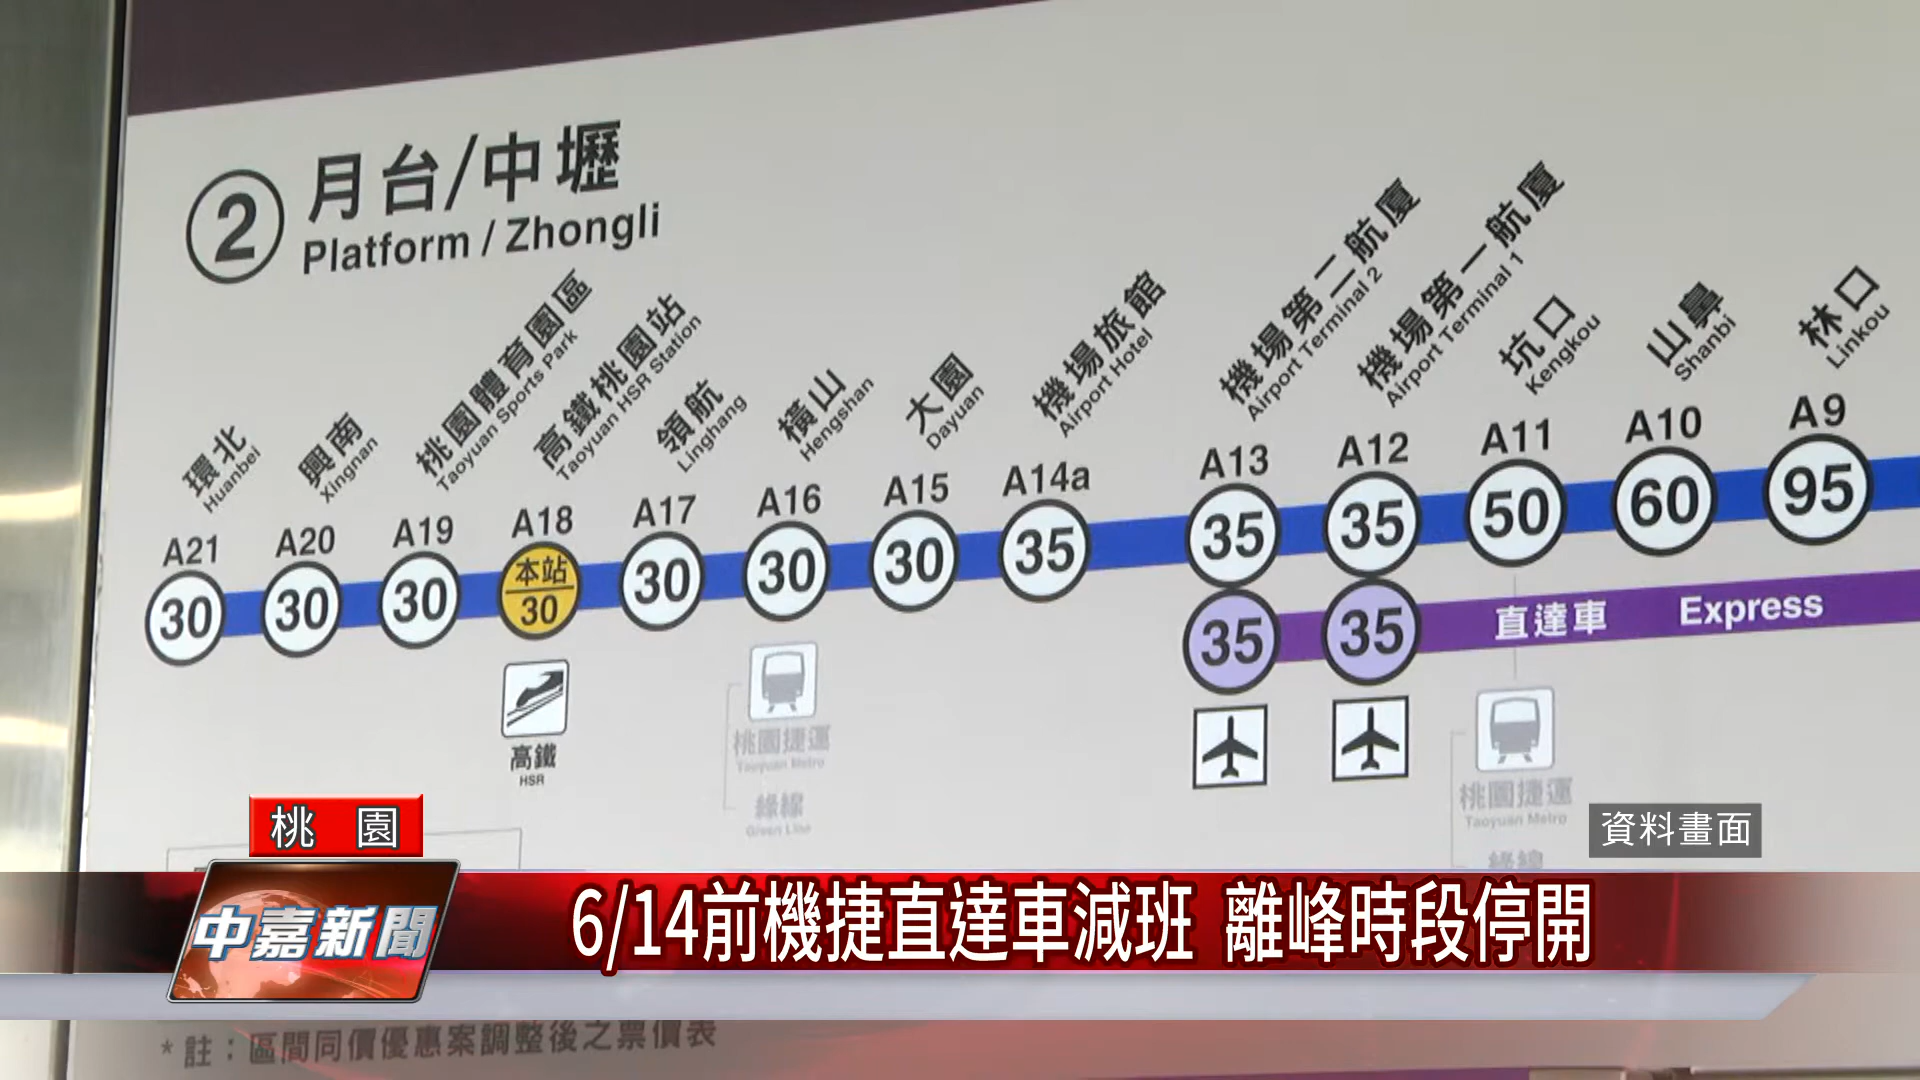 2 月台/中壢
Platform / Zhongli
環北
Huanbei
興南
Xingnan
桃園體育園區
Taoyuan Sports Park
高鐵桃園站
Taoyuan HSR Station
領航
Linghang
橫山
Hengshan
大園
Dayuan
機場旅館
Airport Hotel
機場第二航廈
Airport Terminal 2
機場第一航廈
Airport Terminal 1
坑口
Kengkou
山鼻
Shanbi
林口
Linkou
A21 A20 A19 A18 A17 A16 A15 A14a A13 A12 A11 A10 A9
30 30 30 本站 30 30 30 30 35 35 35 50 60 95
35 35 直達車 Express
高鐵
HSR
桃園捷運
Taoyuan Metro
綠線
Green Line
桃園捷運
Taoyuan Metro
綠線
資料畫面
桃園
中嘉新聞
6/14前機捷直達車減班 離峰時段停開
*註：區間同價優惠案調整後之票價表